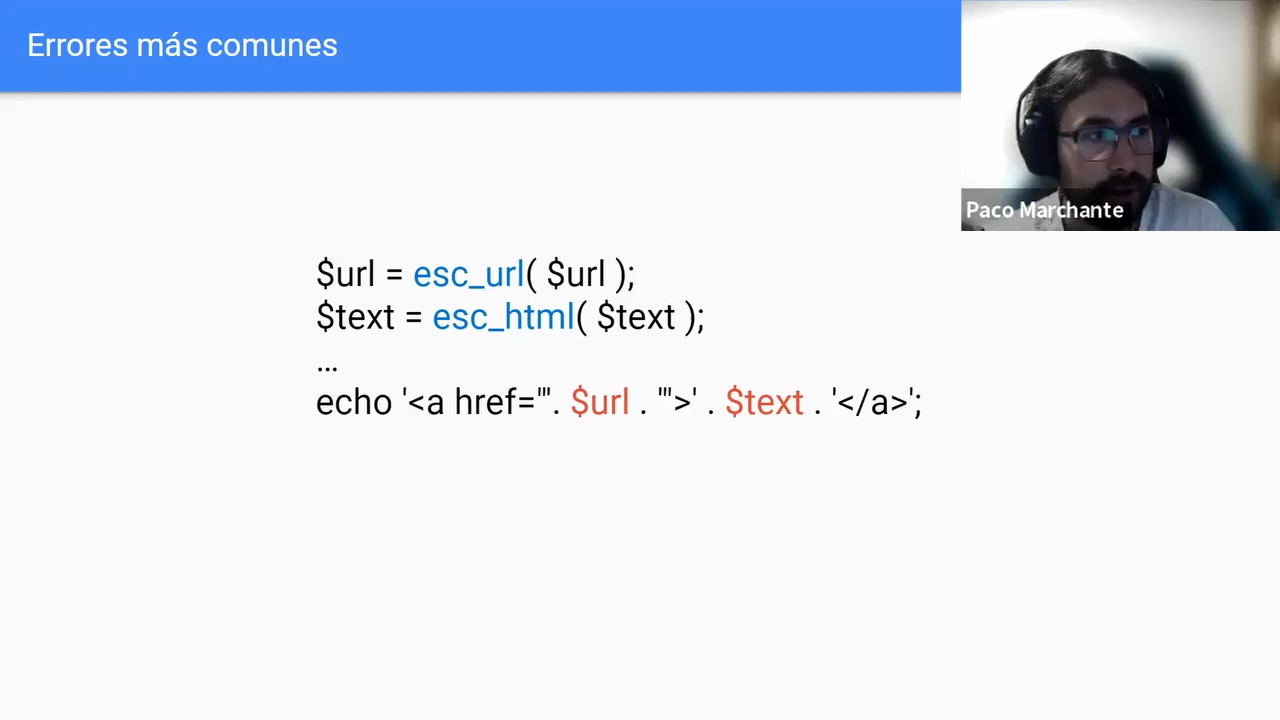 Errores más comunes
Paco Marchante
$url = esc_url( $url );
$text = esc_html( $text );
...
echo '<a href="'. $url . '">' . $text . '</a>';